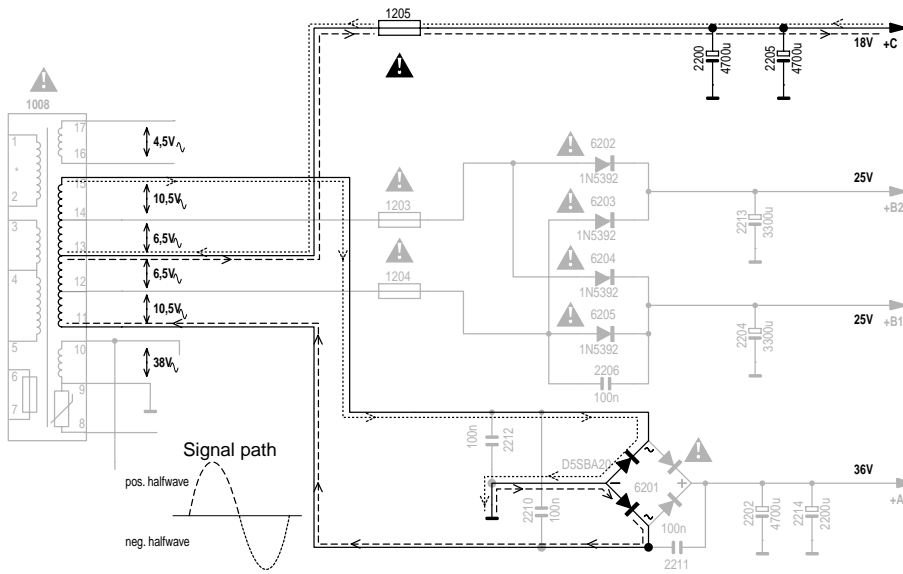 1205
18V
+C
2200
4700u
2205
4700u
1008
17
4,5V
16
1
*
2
15
10,5V
14
3
6,5V
13
4
6,5V
12
10,5V
11
5
10
38V
6
9
7
8
1203
1204
6202
1N5392
6203
1N5392
6204
1N5392
6205
1N5392
2206
100n
25V
+B2
2213
3300u
25V
+B1
2204
3300u
100n
2212
D5SBA20
6201
2210
100n
100n
2211
36V
+A
2202
4700u
2214
2200u
~
~
−
+
Signal path
pos. halfwave
neg. halfwave